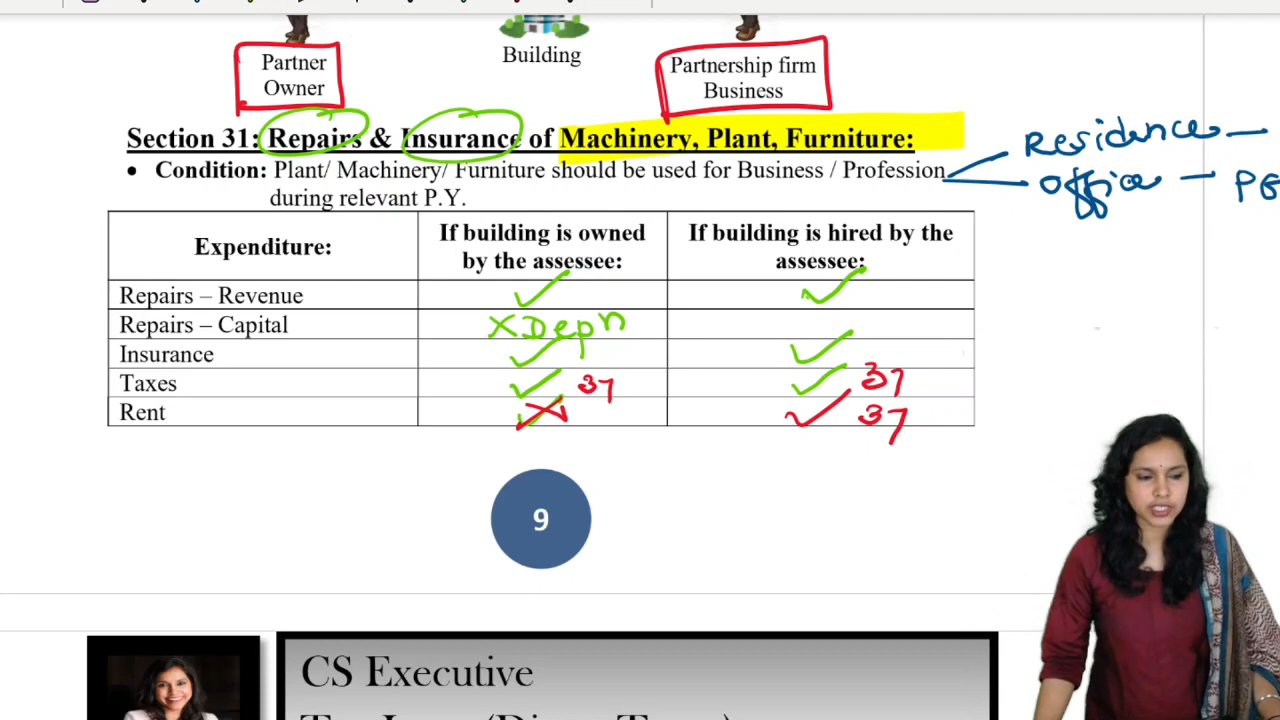 Partner
Owner
Building
Partnership firm
Business
Section 31: Repairs & Insurance of Machinery, Plant, Furniture:
Residence —
• Condition: Plant/ Machinery/ Furniture should be used for Business / Profession
during relevant P.Y.
office —
Expenditure: If building is owned by the assessee: If building is hired by the assessee:
Repairs – Revenue ✓ ✓
Repairs – Capital X Depn
Insurance ✓ ✓
Taxes ✓ 37 ✓ 37
Rent X ✓ 37
9
CS Executive